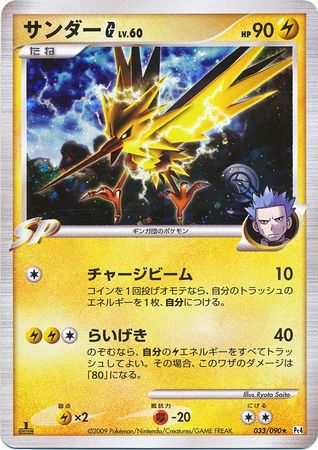 サンダーG LV.60 HP 90
たね
ギンガ団のポケモン
SP
チャージビーム 10
コインを1回投げオモテなら、自分のトラッシュの
エネルギーを1枚、自分につける。
らいげき 40
のぞむなら、自分のエネルギーをすべてトラッ
シュしてよい。その場合、このワザのダメージ
は「80」になる。
Illus.Ryota Saito
弱点 ×2 抵抗力 -20 にげる
1 EDITION ©2009 Pokémon/Nintendo/Creatures/GAME FREAK. 033/090★ Pt4